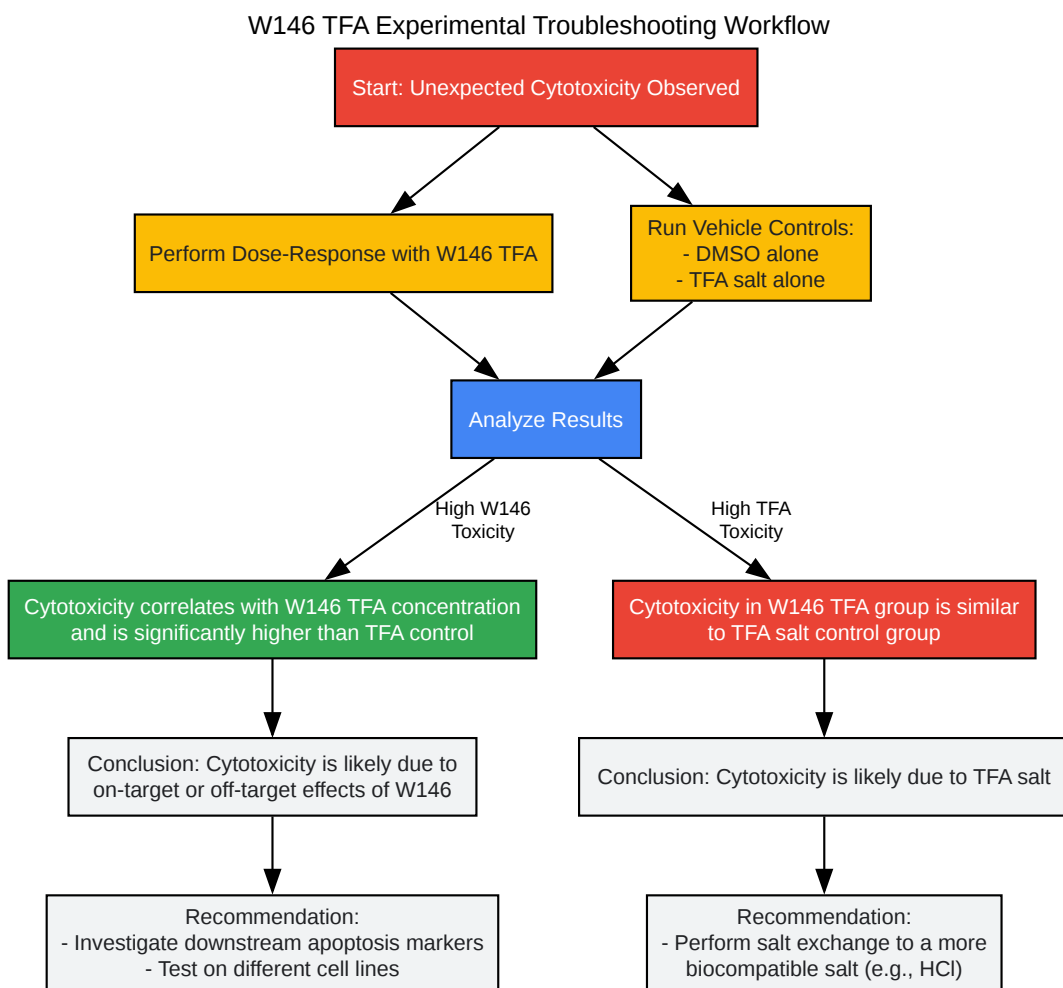 W146 TFA Experimental Troubleshooting Workflow
Start: Unexpected Cytotoxicity Observed
Perform Dose-Response with W146 TFA
Run Vehicle Controls:
- DMSO alone
- TFA salt alone
Analyze Results
High W146
Toxicity
High TFA
Toxicity
Cytotoxicity correlates with W146 TFA concentration
and is significantly higher than TFA control
Cytotoxicity in W146 TFA group is similar
to TFA salt control group
Conclusion: Cytotoxicity is likely due to
on-target or off-target effects of W146
Conclusion: Cytotoxicity is likely due to TFA salt
Recommendation:
- Investigate downstream apoptosis markers
- Test on different cell lines
Recommendation:
- Perform salt exchange to a more
biocompatible salt (e.g., HCl)